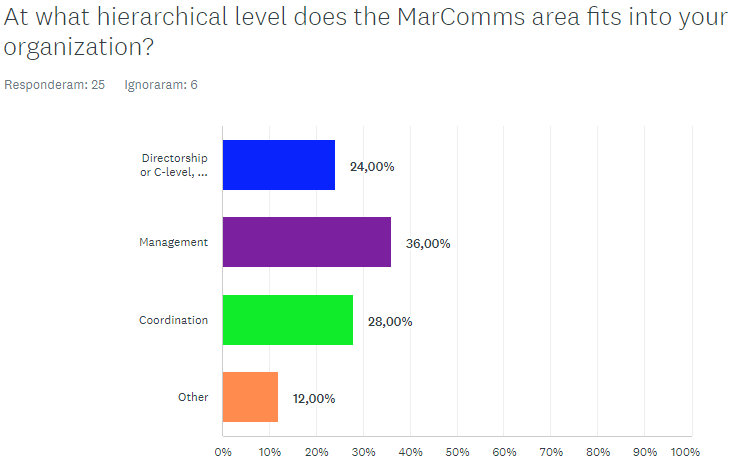 At what hierarchical level does the MarComms area fits into your
organization?
Responderam: 25 Ignoraram: 6
Directorship
or C-level, ...
24,00%
Management
36,00%
Coordination
28,00%
Other
12,00%
0% 10% 20% 30% 40% 50% 60% 70% 80% 90% 100%